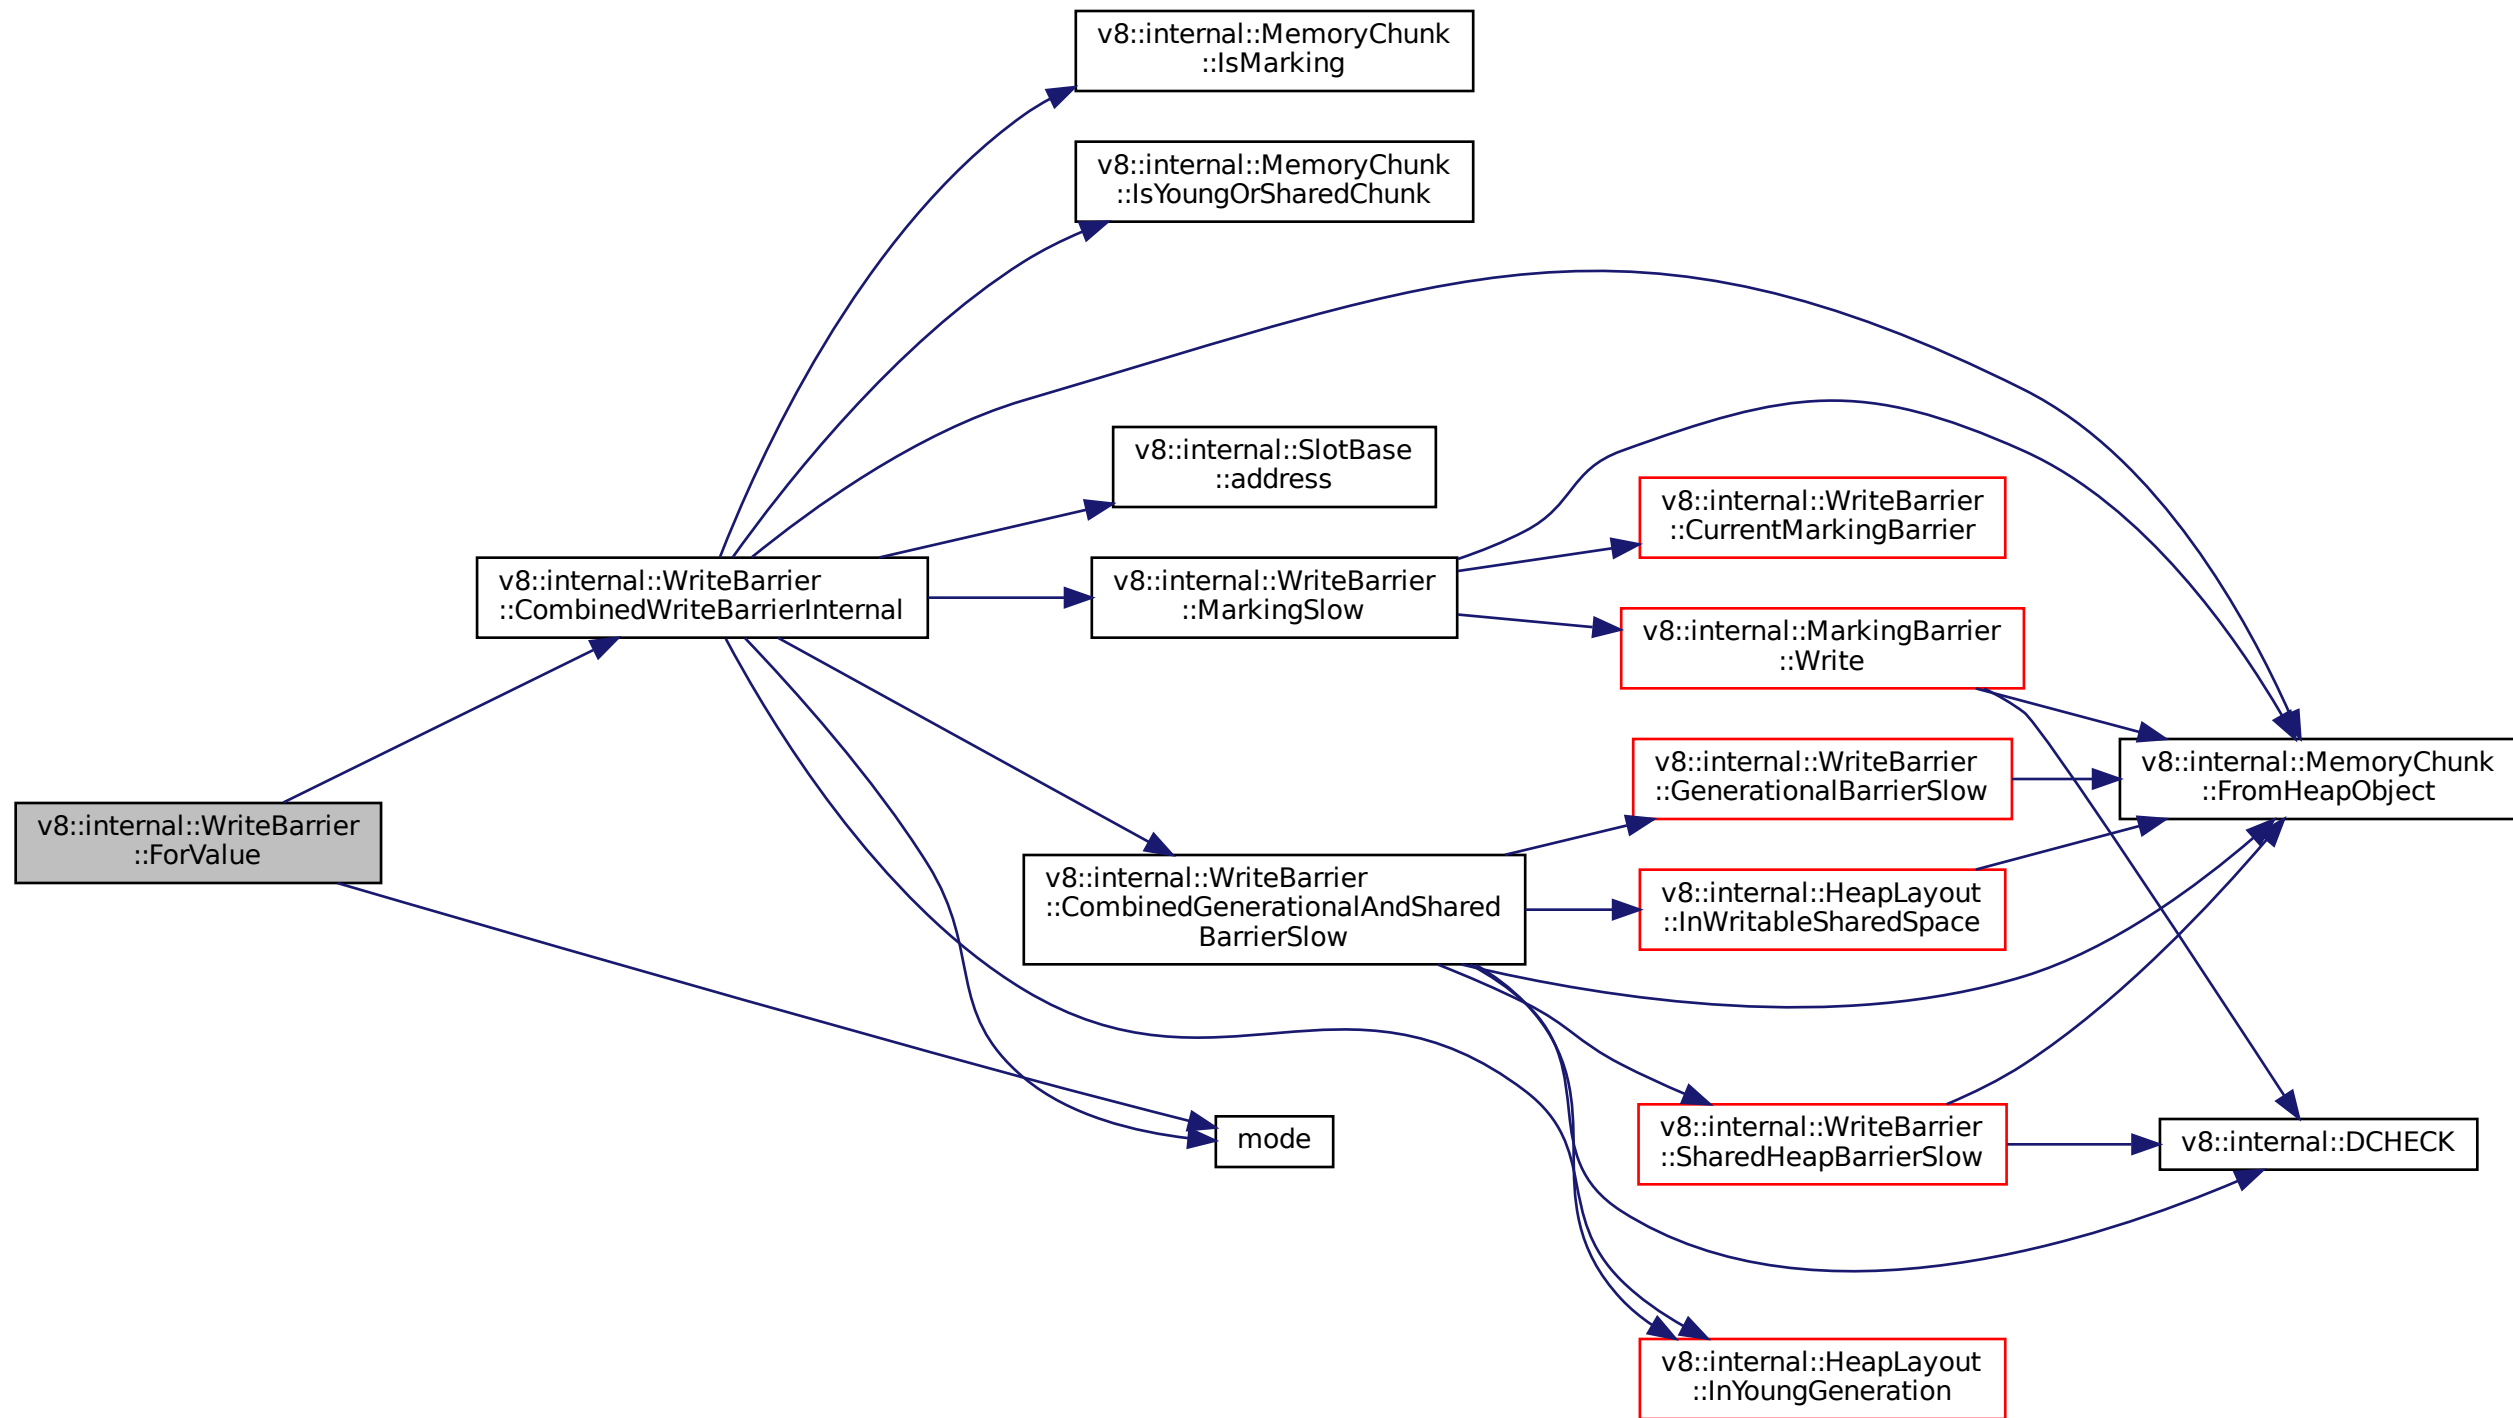 v8::internal::MemoryChunk
::IsMarking
v8::internal::MemoryChunk
::IsYoungOrSharedChunk
v8::internal::SlotBase
::address
v8::internal::WriteBarrier
::CurrentMarkingBarrier
v8::internal::WriteBarrier
::CombinedWriteBarrierInternal
v8::internal::WriteBarrier
::MarkingSlow
v8::internal::MarkingBarrier
::Write
v8::internal::WriteBarrier
::GenerationalBarrierSlow
v8::internal::MemoryChunk
::FromHeapObject
v8::internal::WriteBarrier
::ForValue
v8::internal::WriteBarrier
::CombinedGenerationalAndShared
BarrierSlow
v8::internal::HeapLayout
::InWritableSharedSpace
mode
v8::internal::WriteBarrier
::SharedHeapBarrierSlow
v8::internal::DCHECK
v8::internal::HeapLayout
::InYoungGeneration